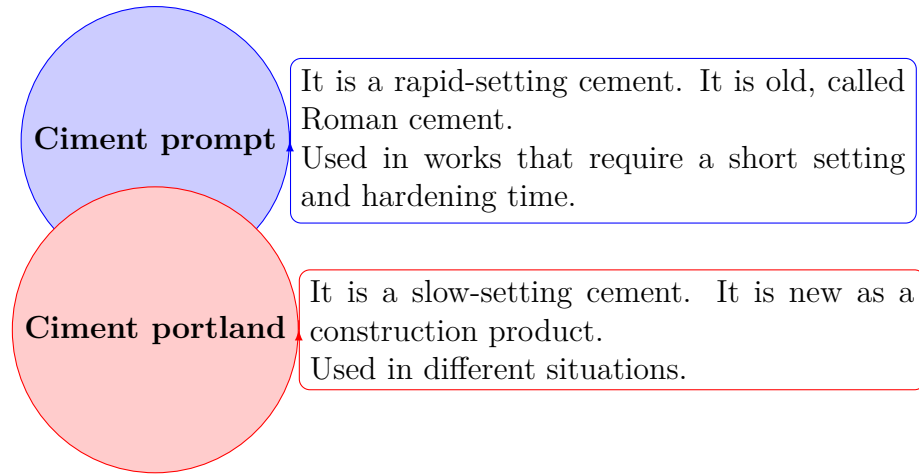 Ciment prompt
It is a rapid-setting cement. It is old, called
Roman cement.
Used in works that require a short setting
and hardening time.
Ciment portland
It is a slow-setting cement. It is new as a
construction product.
Used in different situations.